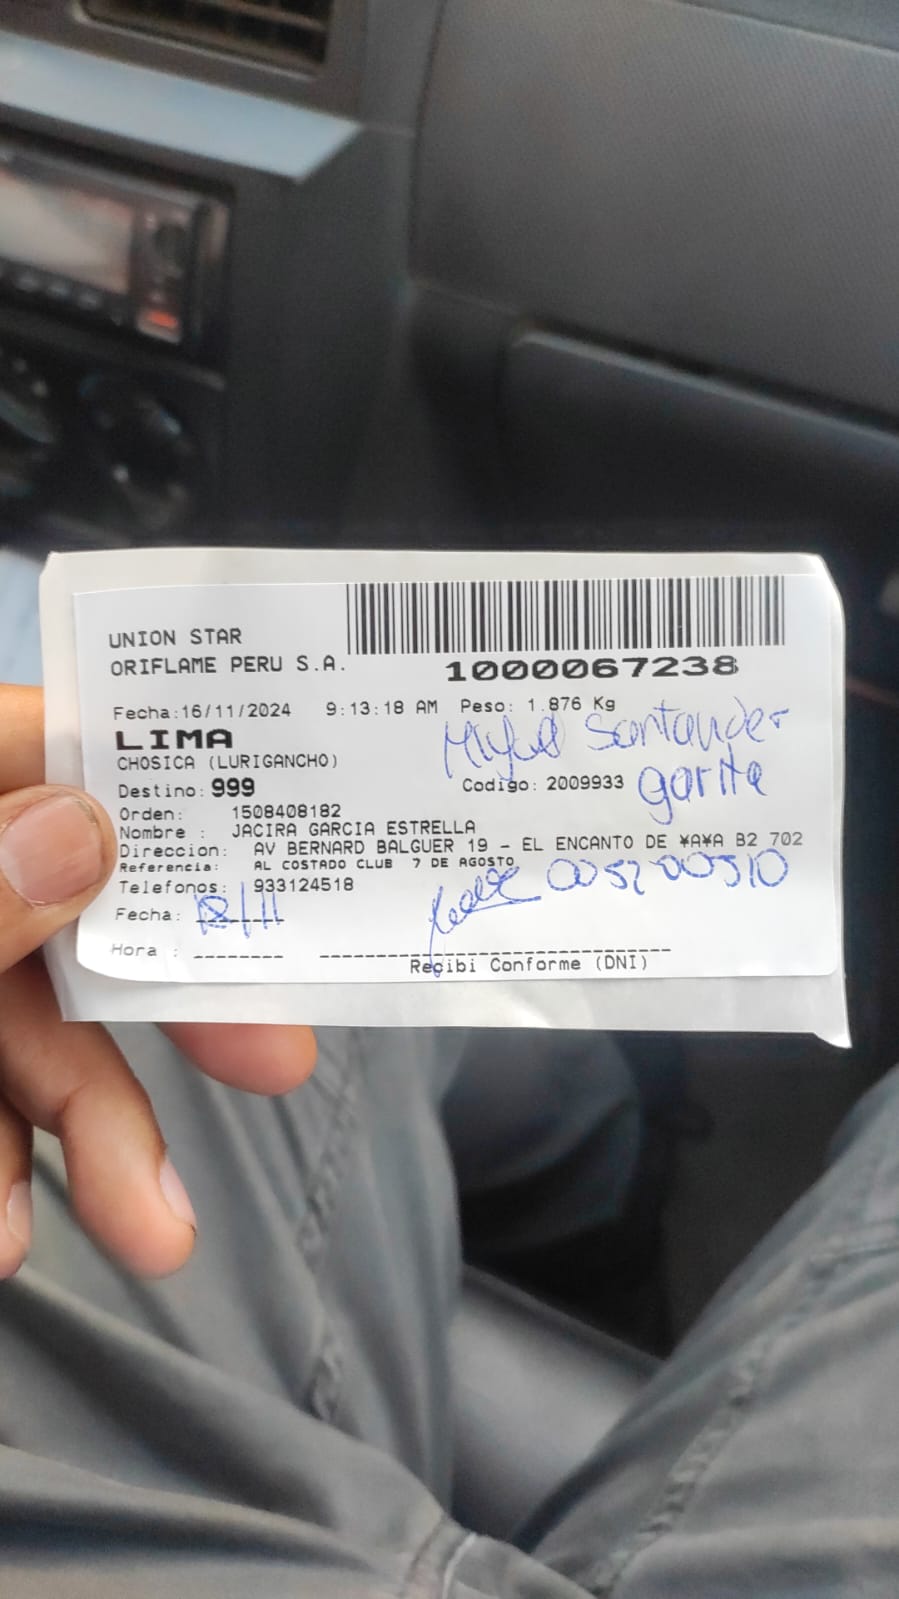 UNION STAR
ORIFLAME PERU S.A.
1000067238
Fecha:16/11/2024 9:13:18 AM Peso: 1.876 Kg
LIMA
Miguel Santander
CHOSICA (LURIGANCHO)
Destino: 999 Codigo: 2009933 garita
Orden: 1508408182
Nombre : JACIRA GARCIA ESTRELLA
Direccion: AV BERNARD BALGUER 19 - EL ENCANTO DE ¥A¥A B2 702
Referencia: AL COSTADO CLUB 7 DE AGOSTO
Telefonos: 933124518
Fecha: 18/11
Hora : --------
Recibi Conforme (DNI)